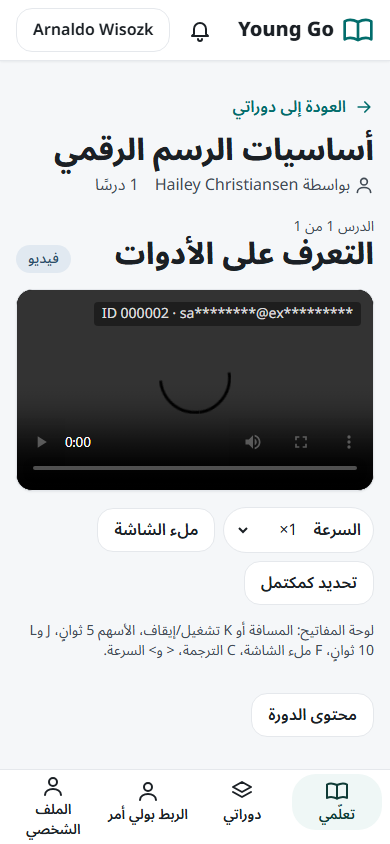 Young Go
Arnaldo Wisozk
العودة إلى دوراتي
أساسيات الرسم الرقمي
بواسطة Hailey Christiansen
1 درسًا
الدرس 1 من 1
التعرف على الأدوات
فيديو
ID 000002 · sa********@ex*********
0:00
السرعة
1×
ملء الشاشة
تحديد كمكتمل
لوحة المفاتيح: المسافة أو K تشغيل/إيقاف، الأسهم 5 ثوانٍ، J وL
10 ثوانٍ، F ملء الشاشة، C الترجمة، < و> السرعة.
محتوى الدورة
تعلّمي
دوراتي
الربط بولي أمر
الملف
الشخصي